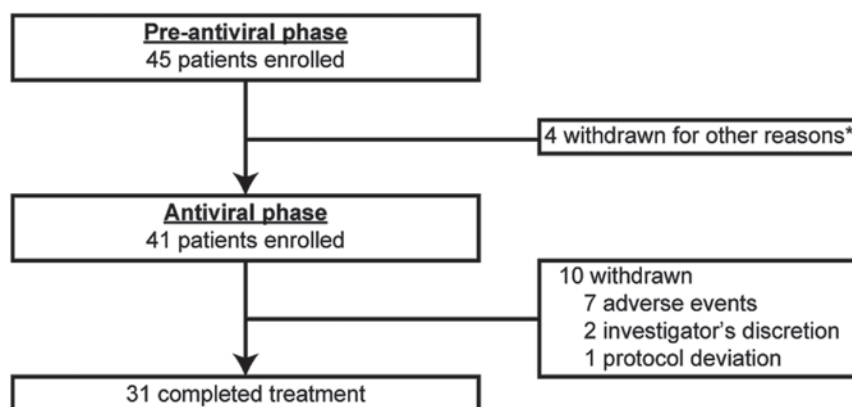 Pre-antiviral phase
45 patients enrolled
4 withdrawn for other reasons*
Antiviral phase
41 patients enrolled
10 withdrawn
7 adverse events
2 investigator's discretion
1 protocol deviation
31 completed treatment